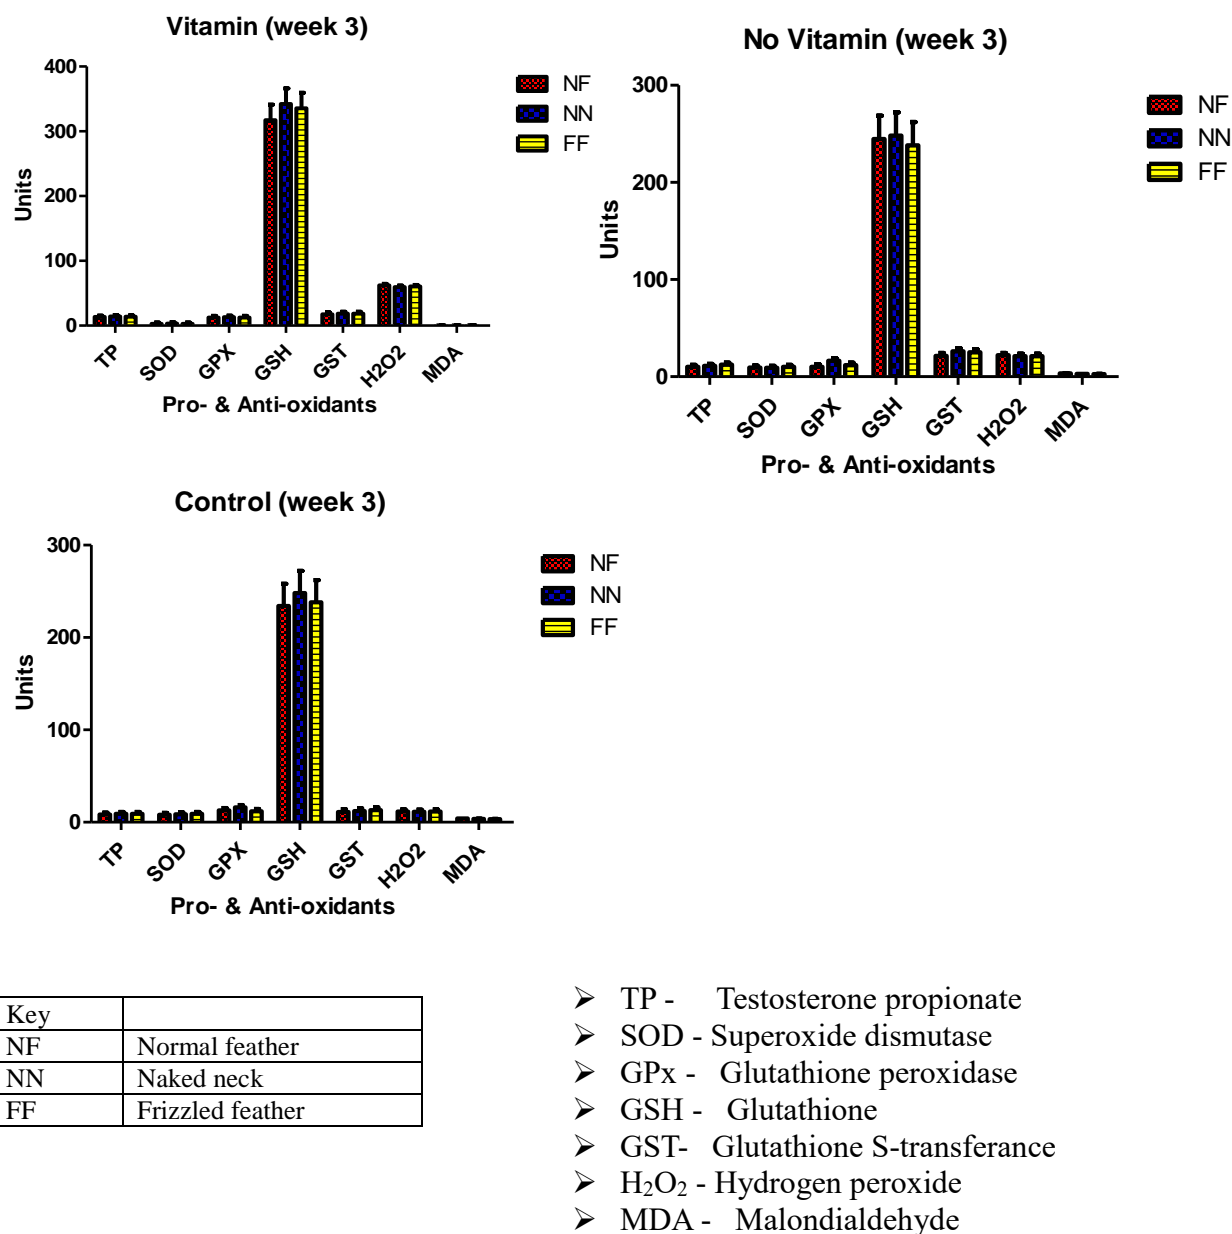 Vitamin (week 3)
400
300
200
100
0
Units
TP SOD GPX GSH GST H2O2 MDA
Pro- & Anti-oxidants
NF
NN
FF
No Vitamin (week 3)
300
200
100
0
Units
TP SOD GPX GSH GST H2O2 MDA
Pro- & Anti-oxidants
NF
NN
FF
Control (week 3)
300
200
100
0
Units
TP SOD GPX GSH GST H2O2 MDA
Pro- & Anti-oxidants
NF
NN
FF
Key
NF Normal feather
NN Naked neck
FF Frizzled feather
➢ TP - Testosterone propionate
➢ SOD - Superoxide dismutase
➢ GPx - Glutathione peroxidase
➢ GSH - Glutathione
➢ GST- Glutathione S-transferance
➢ H₂O₂ - Hydrogen peroxide
➢ MDA - Malondialdehyde